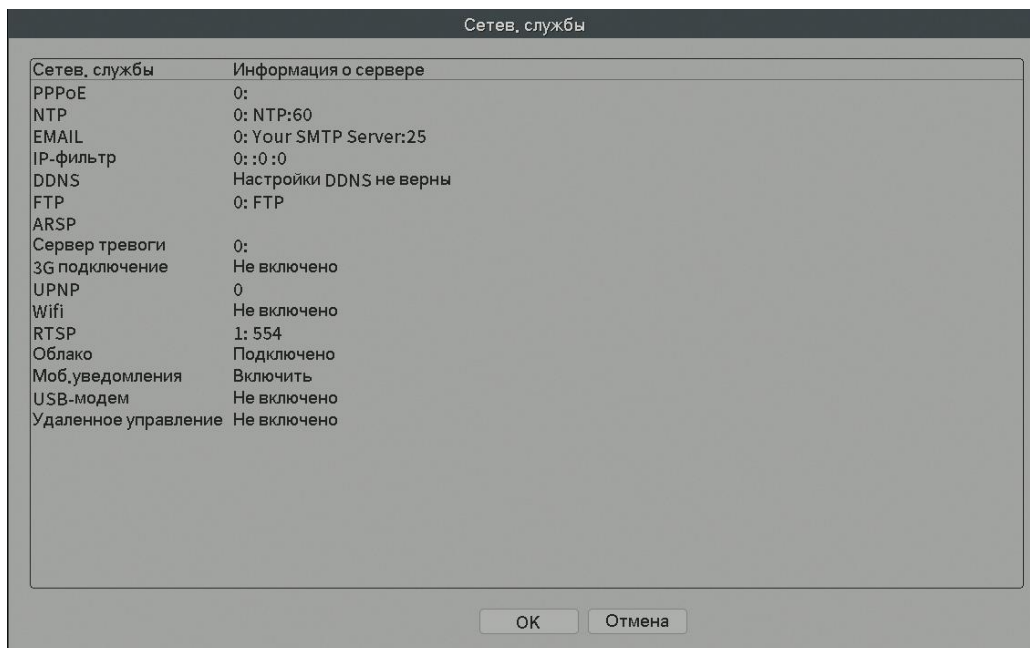 Сетев. службы
Сетев. службы Информация о сервере
PPPoE 0:
NTP 0: NTP:60
EMAIL 0: Your SMTP Server:25
IP-фильтр 0: :0 :0
DDNS Настройки DDNS не верны
FTP 0: FTP
ARSP
Сервер тревоги 0:
3G подключение Не включено
UPNP 0
Wifi Не включено
RTSP 1: 554
Облако Подключено
Моб.уведомления Включить
USB-модем Не включено
Удаленное управление Не включено
OK Отмена